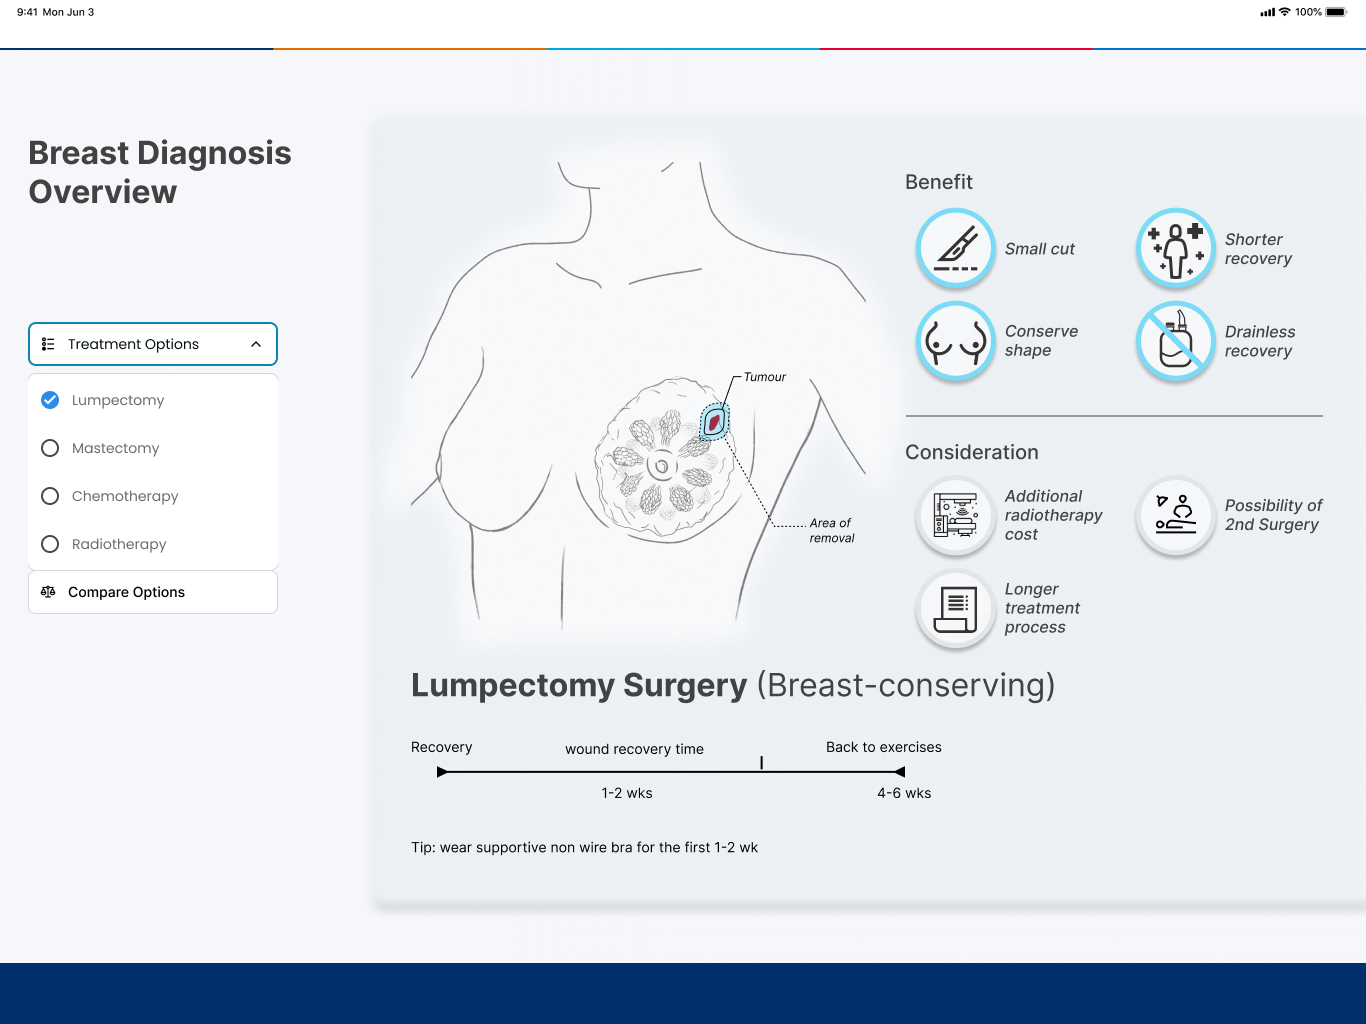 9:41 Mon Jun 3
100%
Breast Diagnosis
Overview
Treatment Options
Lumpectomy
Mastectomy
Chemotherapy
Radiotherapy
Compare Options
Tumour
Area of
removal
Benefit
Small cut
Shorter
recovery
Conserve
shape
Drainless
recovery
Consideration
Additional
radiotherapy
cost
Possibility of
2nd Surgery
Longer
treatment
process
Lumpectomy Surgery (Breast-conserving)
Recovery
wound recovery time
Back to exercises
1-2 wks
4-6 wks
Tip: wear supportive non wire bra for the first 1-2 wk